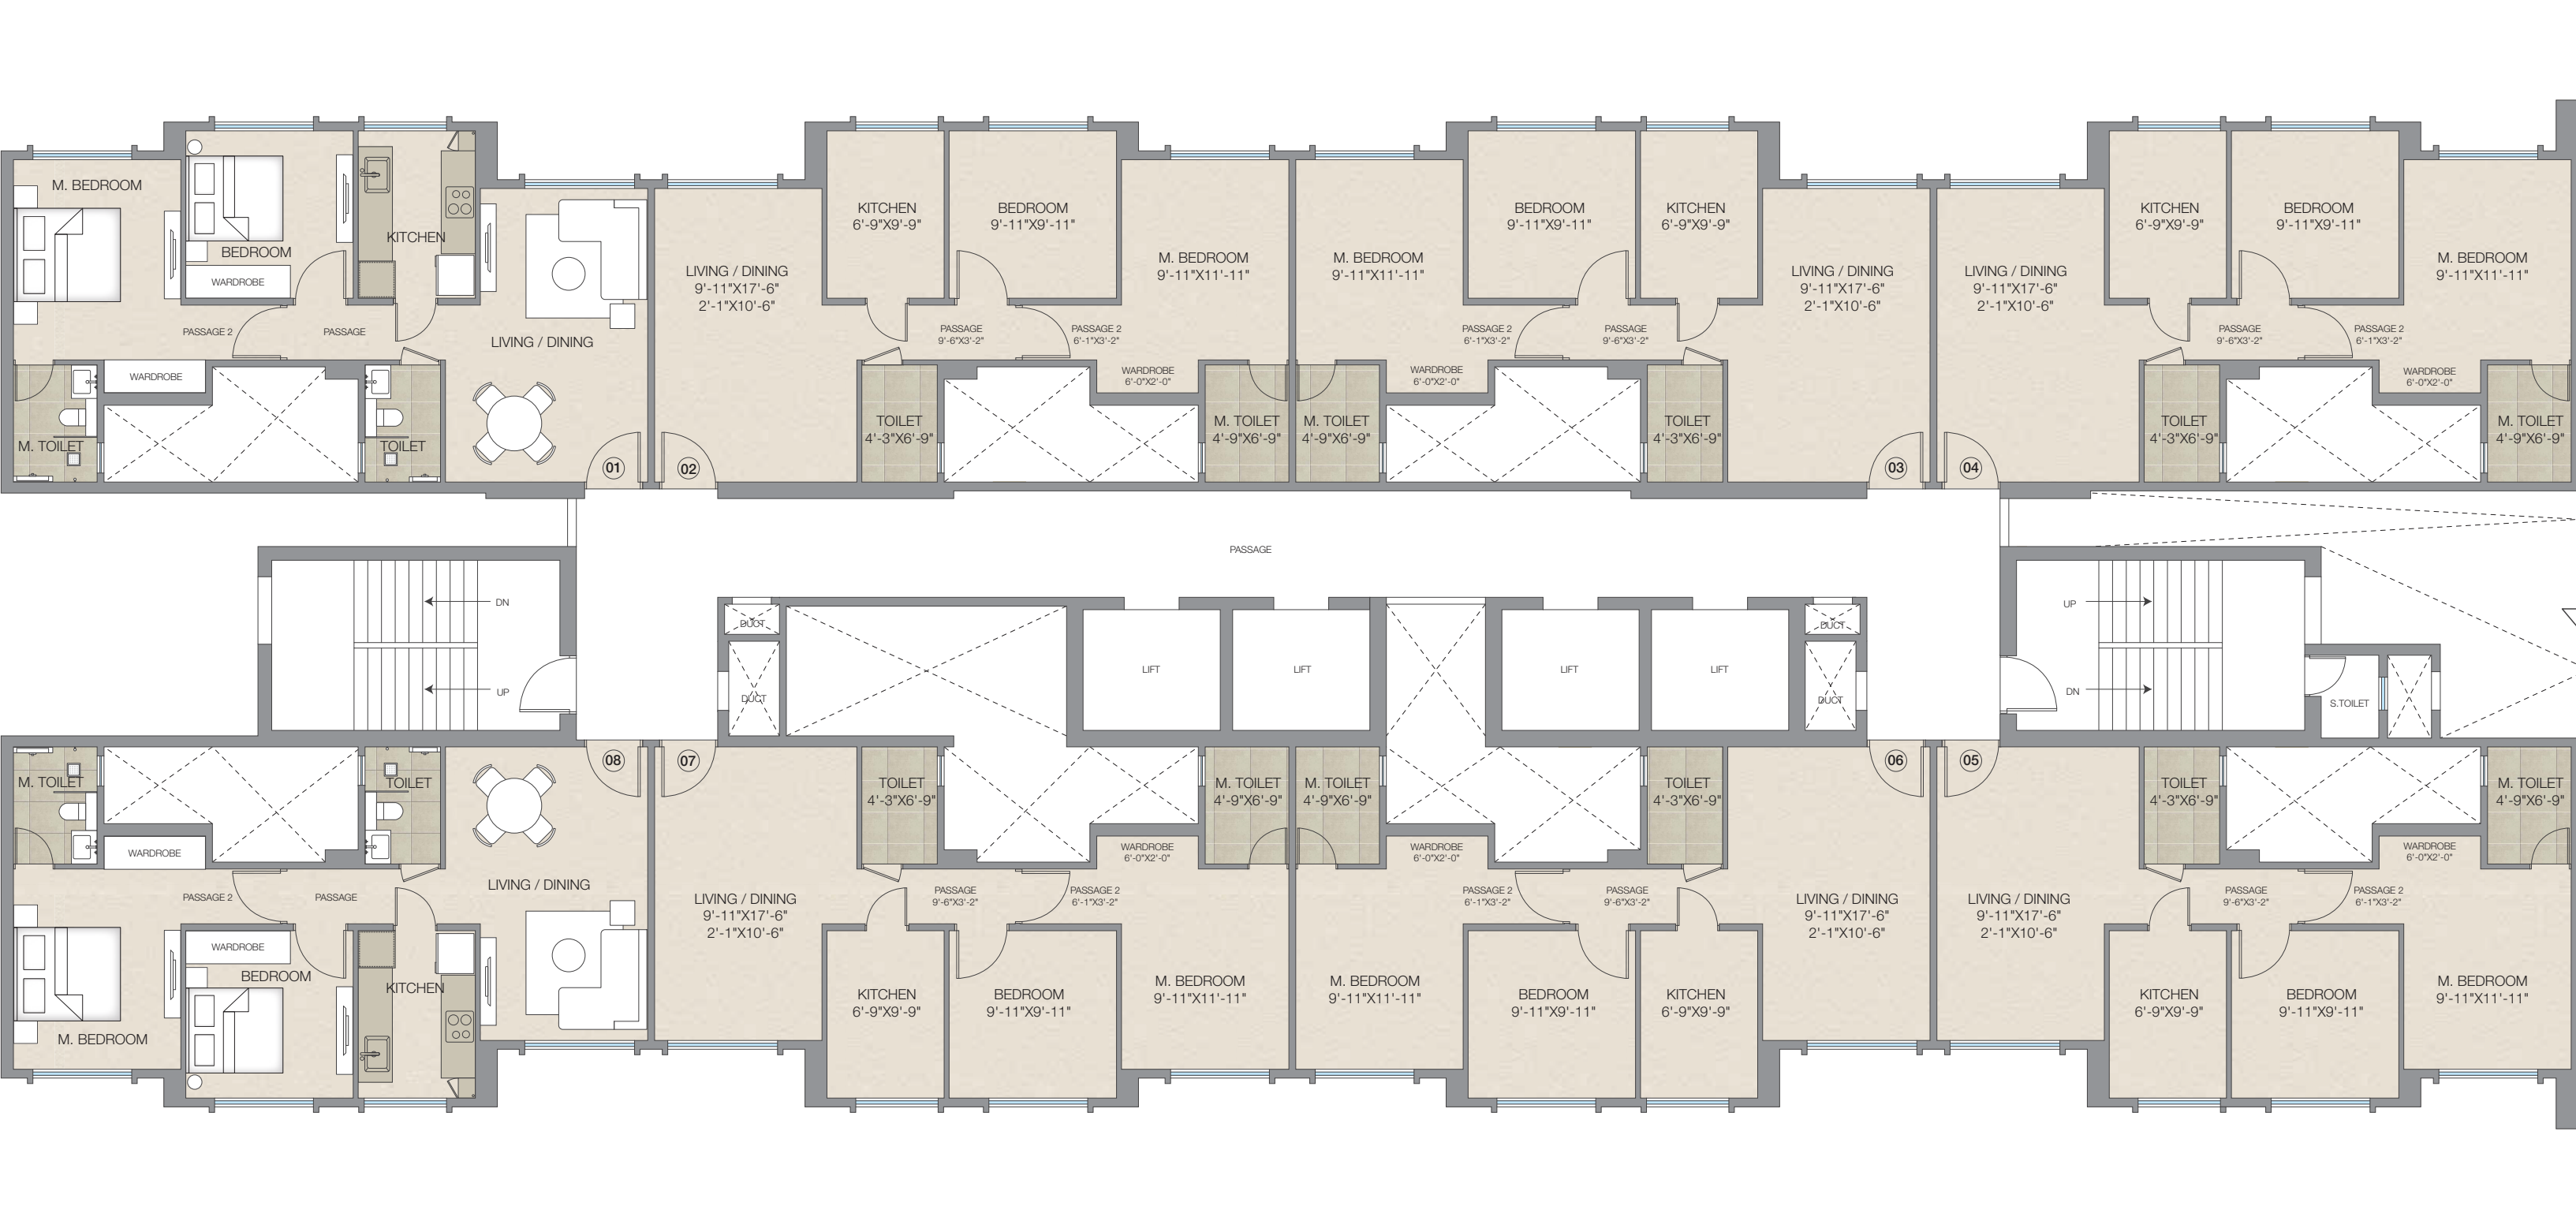 M. BEDROOM
BEDROOM
WARDROBE
KITCHEN
PASSAGE 2
PASSAGE
LIVING / DINING
WARDROBE
M. TOILET
TOILET
01
LIVING / DINING
9'-11"X17'-6"
2'-1"X10'-6"
KITCHEN
6'-9"X9'-9"
BEDROOM
9'-11"X9'-11"
M. BEDROOM
9'-11"X11'-11"
PASSAGE
9'-6"X3'-2"
PASSAGE 2
6'-1"X3'-2"
WARDROBE
6'-0"X2'-0"
TOILET
4'-3"X6'-9"
M. TOILET
4'-9"X6'-9"
02
M. BEDROOM
9'-11"X11'-11"
BEDROOM
9'-11"X9'-11"
KITCHEN
6'-9"X9'-9"
LIVING / DINING
9'-11"X17'-6"
2'-1"X10'-6"
PASSAGE 2
6'-1"X3'-2"
PASSAGE
9'-6"X3'-2"
WARDROBE
6'-0"X2'-0"
M. TOILET
4'-9"X6'-9"
TOILET
4'-3"X6'-9"
03
LIVING / DINING
9'-11"X17'-6"
2'-1"X10'-6"
KITCHEN
6'-9"X9'-9"
BEDROOM
9'-11"X9'-11"
M. BEDROOM
9'-11"X11'-11"
PASSAGE
9'-6"X3'-2"
PASSAGE 2
6'-1"X3'-2"
WARDROBE
6'-0"X2'-0"
TOILET
4'-3"X6'-9"
M. TOILET
4'-9"X6'-9"
04
PASSAGE
DN
UP
DUCT
DUCT
LIFT
LIFT
LIFT
LIFT
DUCT
DUCT
UP
DN
S.TOILET
M. TOILET
TOILET
08
WARDROBE
PASSAGE 2
PASSAGE
LIVING / DINING
WARDROBE
BEDROOM
KITCHEN
M. BEDROOM
07
TOILET
4'-3"X6'-9"
M. TOILET
4'-9"X6'-9"
WARDROBE
6'-0"X2'-0"
LIVING / DINING
9'-11"X17'-6"
2'-1"X10'-6"
PASSAGE
9'-6"X3'-2"
PASSAGE 2
6'-1"X3'-2"
KITCHEN
6'-9"X9'-9"
BEDROOM
9'-11"X9'-11"
M. BEDROOM
9'-11"X11'-11"
M. TOILET
4'-9"X6'-9"
TOILET
4'-3"X6'-9"
06
WARDROBE
6'-0"X2'-0"
PASSAGE 2
6'-1"X3'-2"
PASSAGE
9'-6"X3'-2"
LIVING / DINING
9'-11"X17'-6"
2'-1"X10'-6"
M. BEDROOM
9'-11"X11'-11"
BEDROOM
9'-11"X9'-11"
KITCHEN
6'-9"X9'-9"
05
TOILET
4'-3"X6'-9"
M. TOILET
4'-9"X6'-9"
WARDROBE
6'-0"X2'-0"
LIVING / DINING
9'-11"X17'-6"
2'-1"X10'-6"
PASSAGE
9'-6"X3'-2"
PASSAGE 2
6'-1"X3'-2"
KITCHEN
6'-9"X9'-9"
BEDROOM
9'-11"X9'-11"
M. BEDROOM
9'-11"X11'-11"